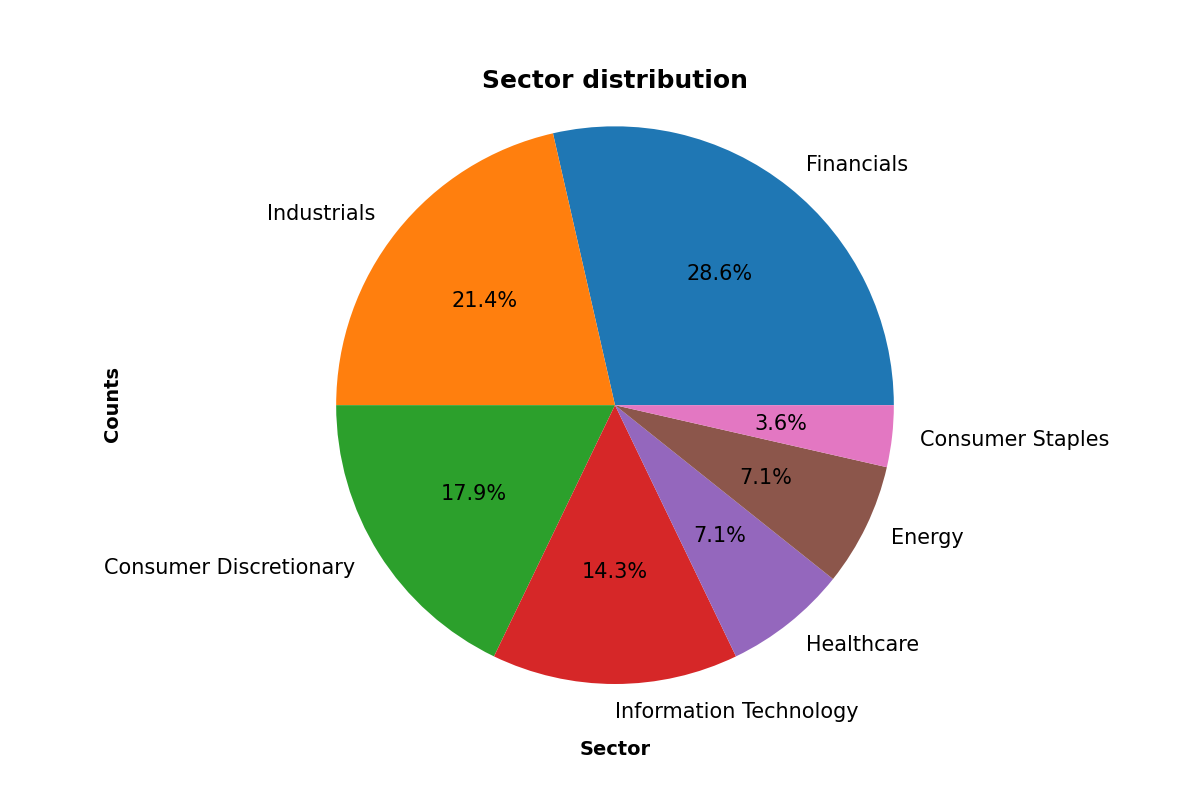 Sector distribution
Financials
Industrials
28.6%
21.4%
Counts
3.6%
Consumer Staples
7.1%
17.9%
7.1%
Energy
Consumer Discretionary
14.3%
Healthcare
Information Technology
Sector